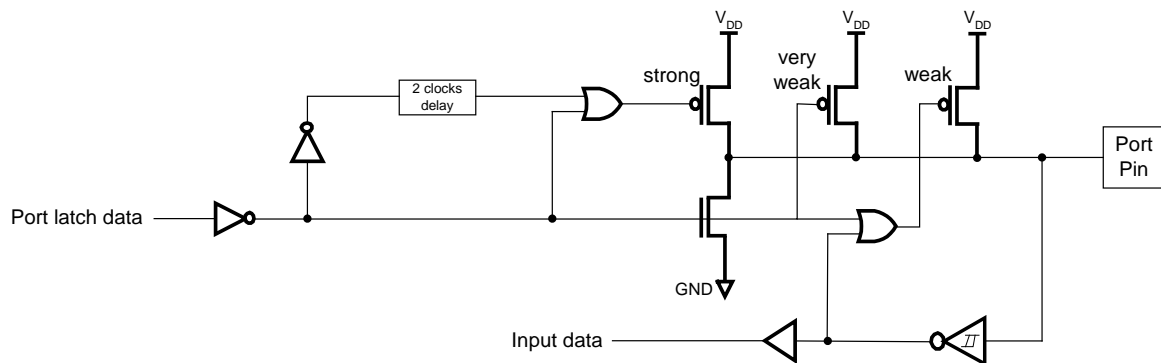 V_DD
V_DD
V_DD
strong
very
weak
weak
2 clocks
delay
Port
Pin
Port latch data
GND
Input data